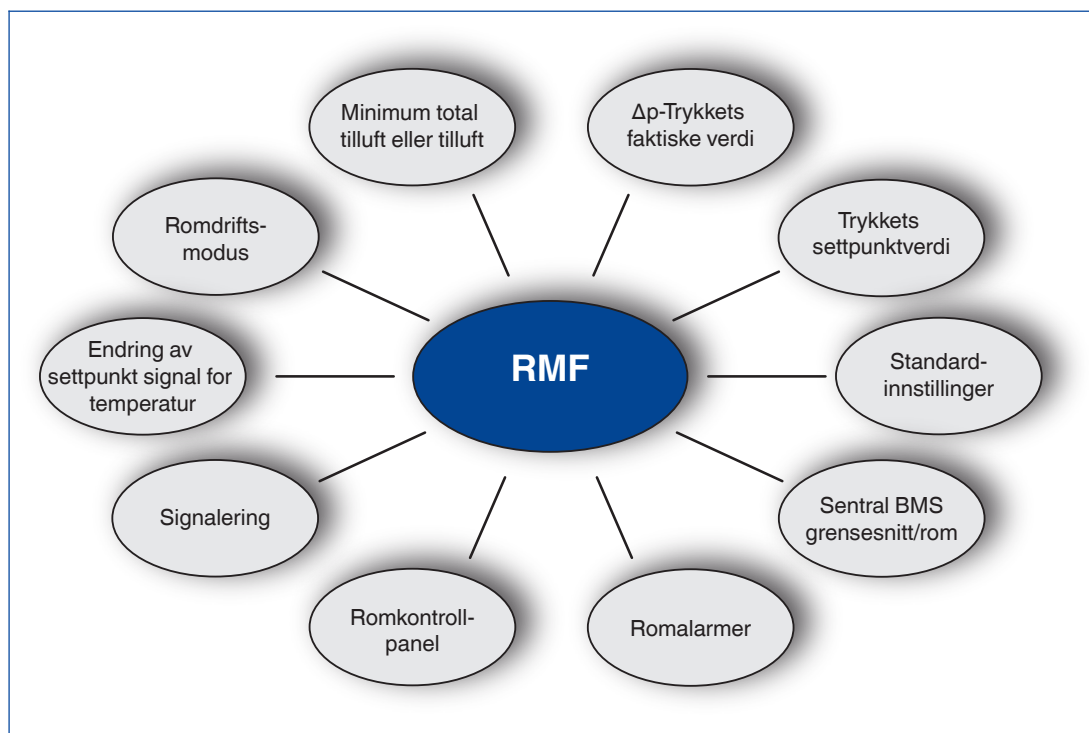 Minimum total
tilluft eller tilluft
Δp-Trykkets
faktiske verdi
Romdrifts-
modus
Trykkets
settpunktverdi
Endring av
settpunkt signal for
temperatur
RMF
Standard-
innstillinger
Signalering
Sentral BMS
grensesnitt/rom
Romkontroll-
panel
Romalarmer